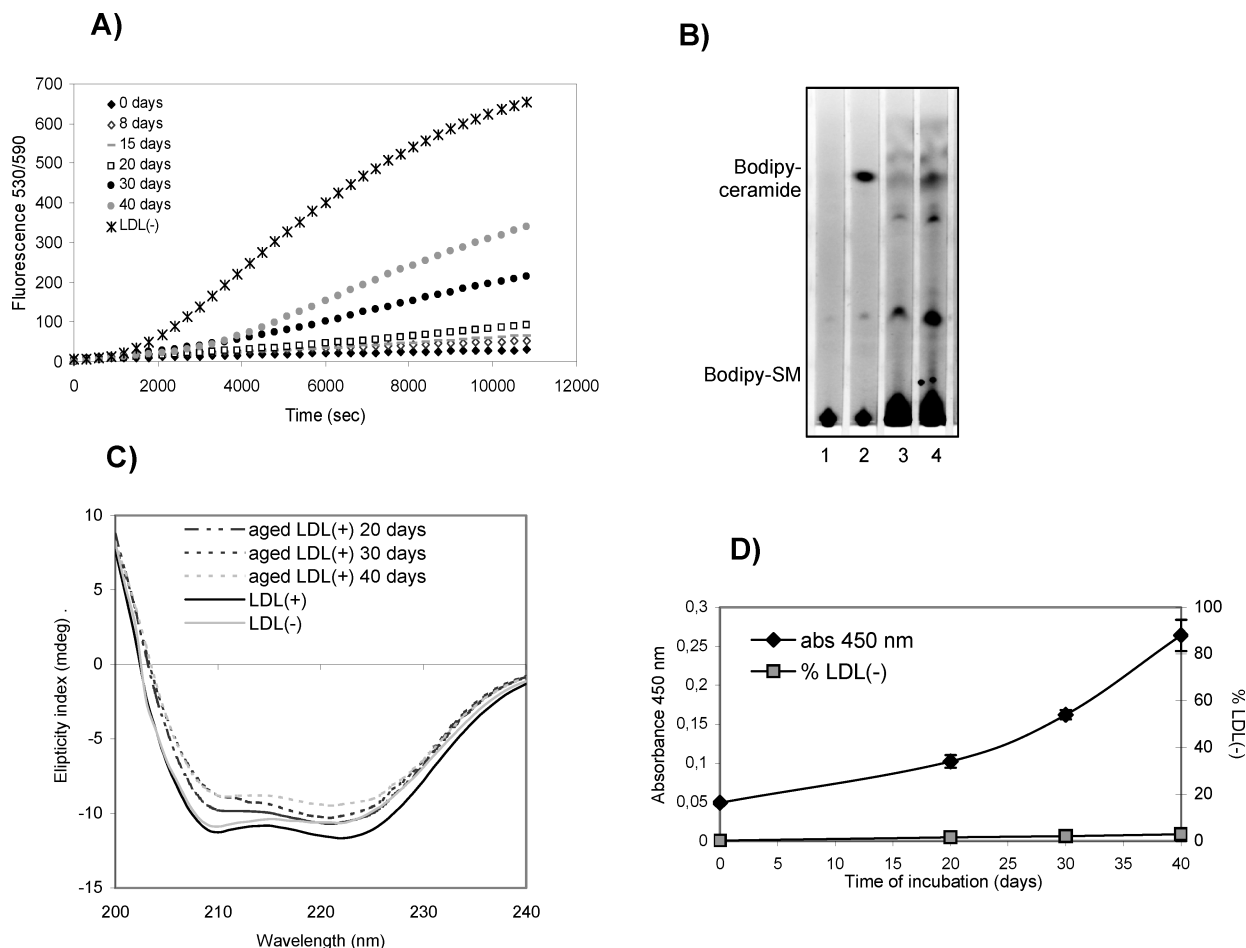 A)
700
600
500
400
300
200
100
0
Fluorescence 530/590
0 days
8 days
15 days
20 days
30 days
40 days
LDL(-)
0 2000 4000 6000 8000 10000 12000
Time (sec)
B)
Bodipy-
ceramide
Bodipy-SM
1 2 3 4
C)
10
5
0
-5
-10
-15
Elipticity index (mdeg) .
aged LDL(+) 20 days
aged LDL(+) 30 days
aged LDL(+) 40 days
LDL(+)
LDL(-)
200 210 220 230 240
Wavelength (nm)
D)
0,3
0,25
0,2
0,15
0,1
0,05
0
Absorbance 450 nm
abs 450 nm
% LDL(-)
100
80
60
40
20
0
% LDL(-)
0 5 10 15 20 25 30 35 40
Time of incubation (days)